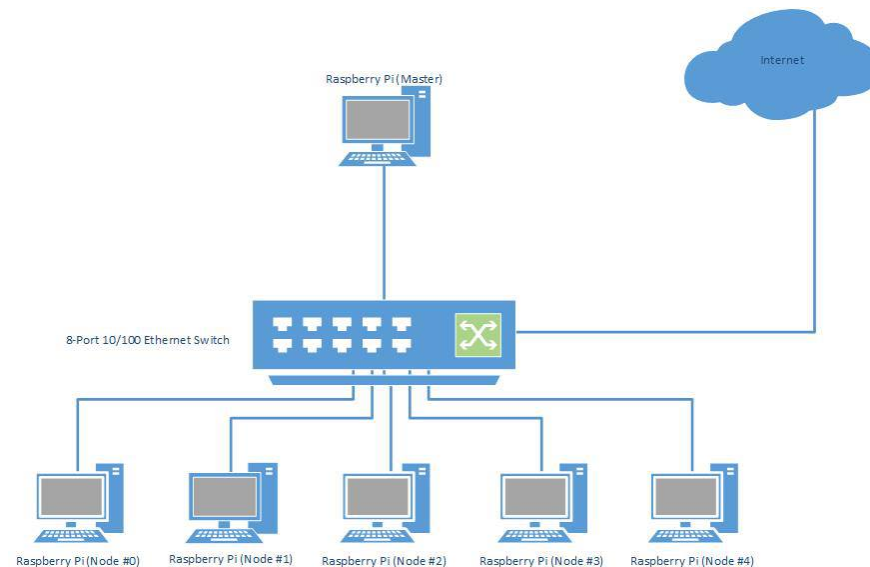 Internet
Raspberry Pi (Master)
8-Port 10/100 Ethernet Switch
Raspberry Pi (Node #0)
Raspberry Pi (Node #1)
Raspberry Pi (Node #2)
Raspberry Pi (Node #3)
Raspberry Pi (Node #4)